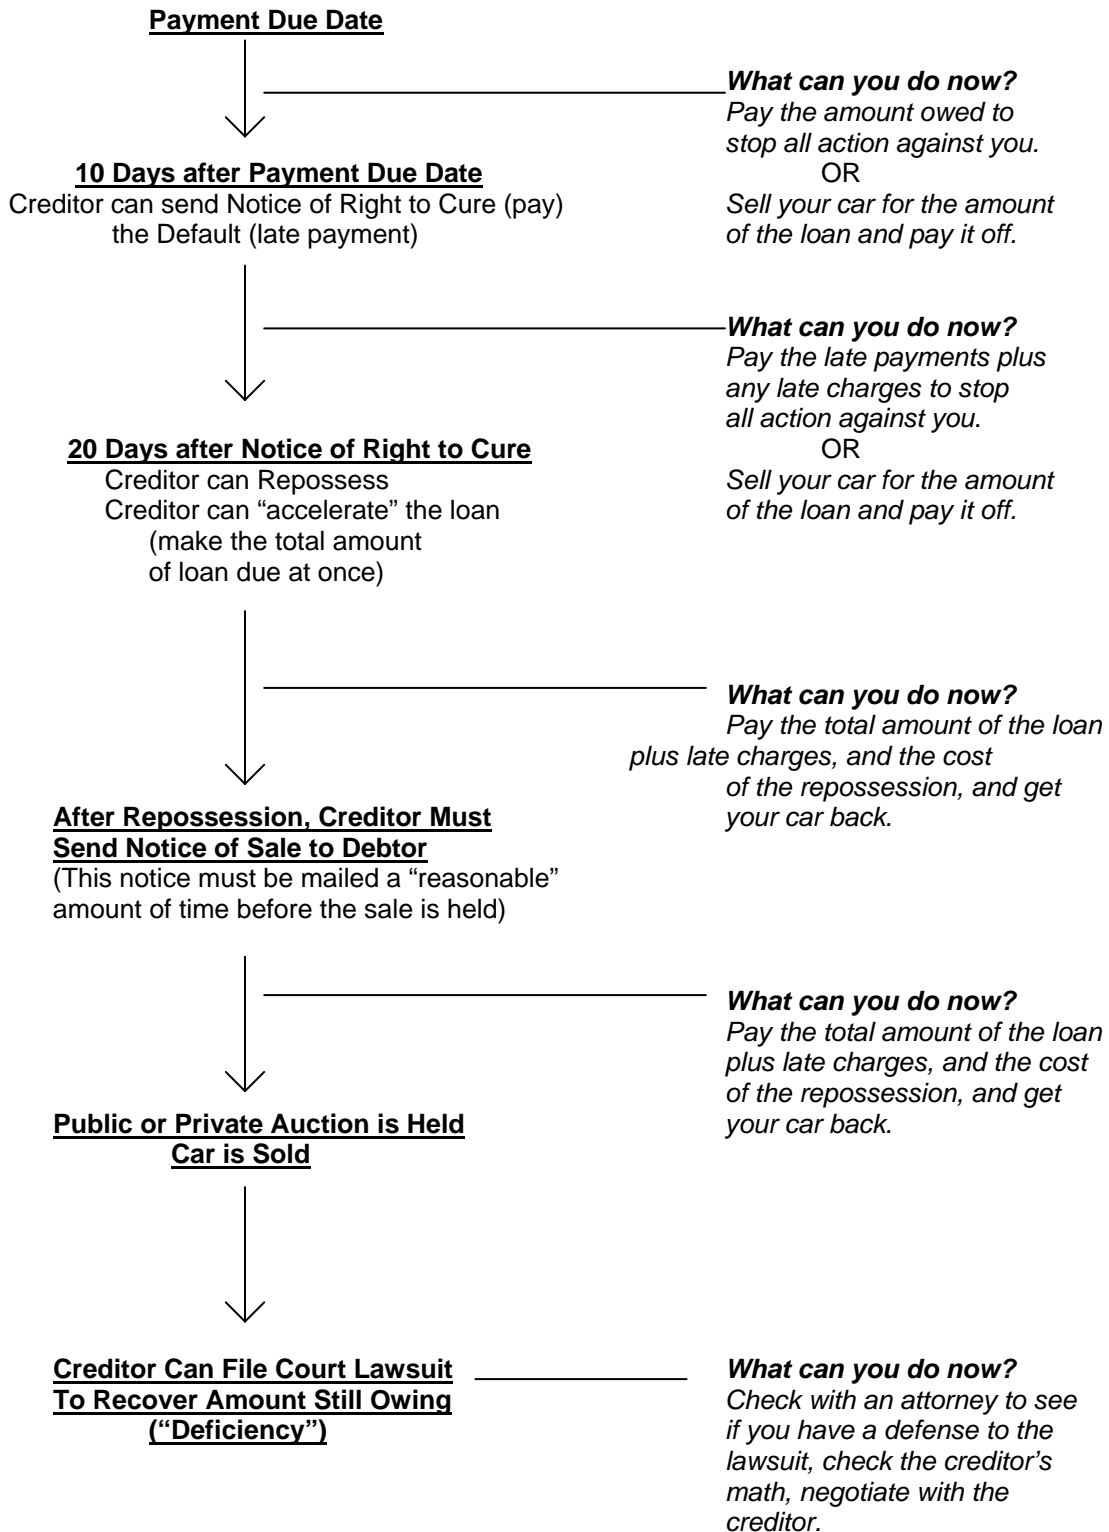 Payment Due Date
What can you do now?
Pay the amount owed to
stop all action against you.
OR
Sell your car for the amount
of the loan and pay it off.
10 Days after Payment Due Date
Creditor can send Notice of Right to Cure (pay)
the Default (late payment)
What can you do now?
Pay the late payments plus
any late charges to stop
all action against you.
OR
Sell your car for the amount
of the loan and pay it off.
20 Days after Notice of Right to Cure
Creditor can Repossess
Creditor can “accelerate” the loan
(make the total amount
of loan due at once)
What can you do now?
Pay the total amount of the loan
plus late charges, and the cost
of the repossession, and get
your car back.
After Repossession, Creditor Must
Send Notice of Sale to Debtor
(This notice must be mailed a “reasonable”
amount of time before the sale is held)
What can you do now?
Pay the total amount of the loan
plus late charges, and the cost
of the repossession, and get
your car back.
Public or Private Auction is Held
Car is Sold
Creditor Can File Court Lawsuit
To Recover Amount Still Owing
(“Deficiency”)
What can you do now?
Check with an attorney to see
if you have a defense to the
lawsuit, check the creditor’s
math, negotiate with the
creditor.